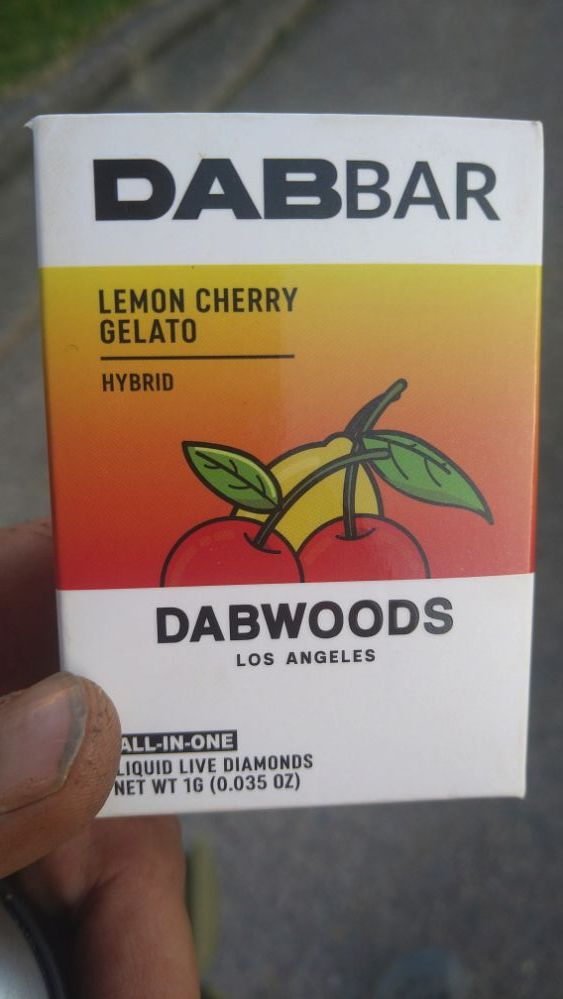 DABBAR
LEMON CHERRY
GELATO
HYBRID
DABWOODS
LOS ANGELES
ALL-IN-ONE
LIQUID LIVE DIAMONDS
NET WT 1G (0.035 OZ)